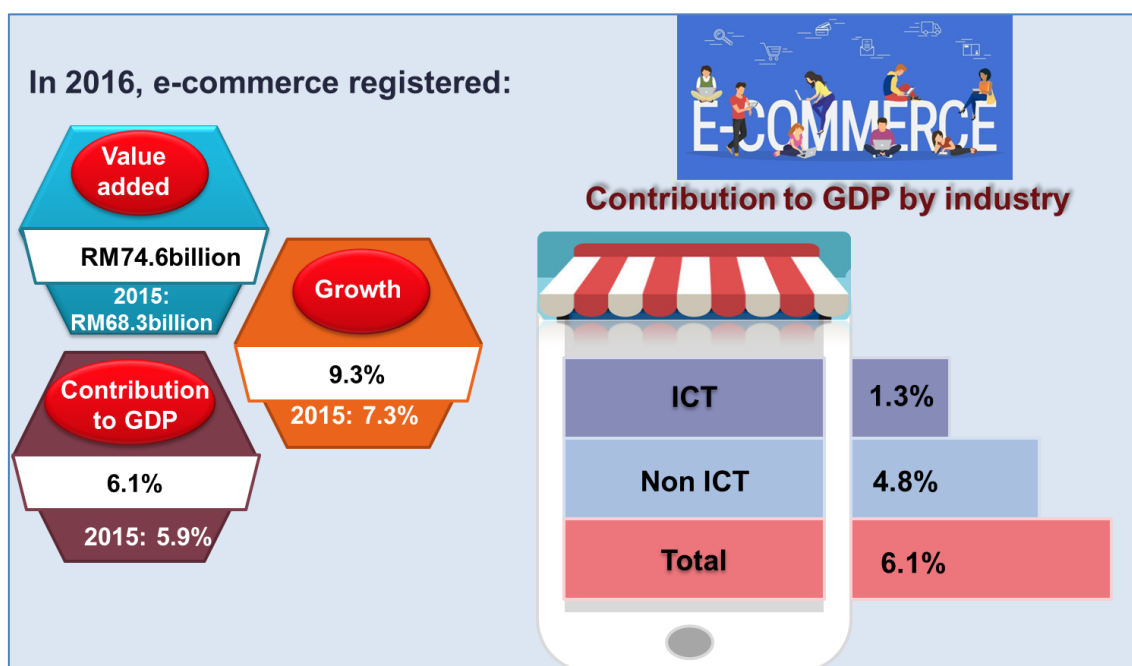 E-COMMERCE
In 2016, e-commerce registered:
Value
added
RM74.6billion
2015:
RM68.3billion
Growth
9.3%
2015: 7.3%
Contribution
to GDP
6.1%
2015: 5.9%
Contribution to GDP by industry
ICT 1.3%
Non ICT 4.8%
Total 6.1%